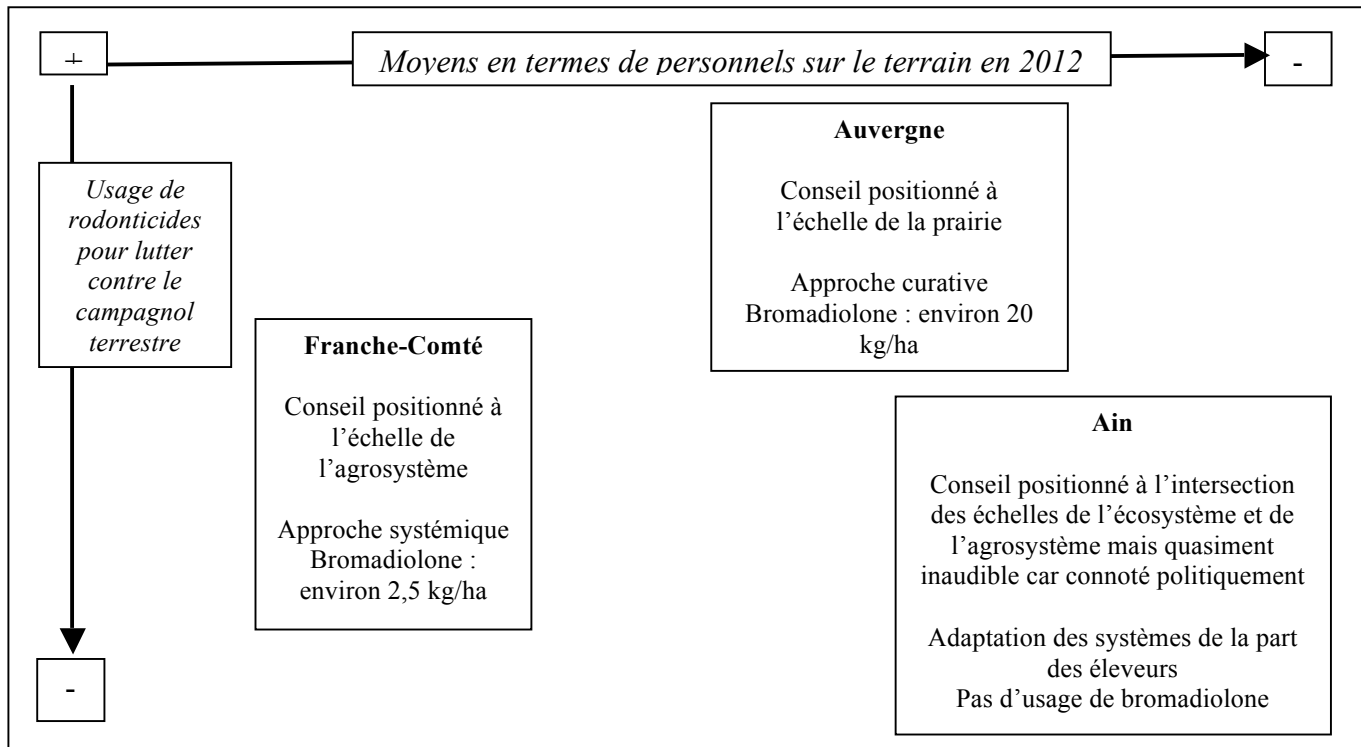 +
Moyens en termes de personnels sur le terrain en 2012
-
Usage de
rodonticides
pour lutter
contre le
campagnol
terrestre
-
Franche-Comté
Conseil positionné à
l’échelle de
l’agrosystème
Approche systémique
Bromadiolone :
environ 2,5 kg/ha
Auvergne
Conseil positionné à
l’échelle de la prairie
Approche curative
Bromadiolone : environ 20
kg/ha
Ain
Conseil positionné à l’intersection
des échelles de l’écosystème et de
l’agrosystème mais quasiment
inaudible car connoté politiquement
Adaptation des systèmes de la part
des éleveurs
Pas d’usage de bromadiolone